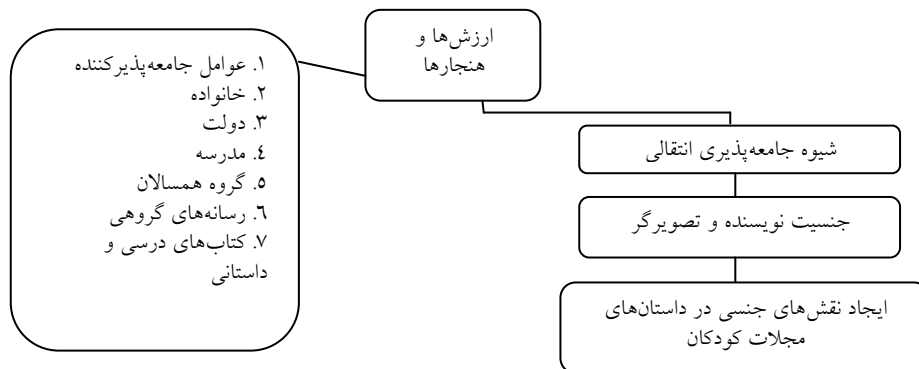 ارزش‌ها و
هنجارها
۱. عوامل جامعه‌پذیرکننده
۲. خانواده
۳. دولت
٤. مدرسه
٥. گروه همسالان
٦. رسانه‌های گروهی
۷. کتاب‌های درسی و
داستانی
شیوه جامعه‌پذیری انتقالی
جنسیت نویسنده و تصویرگر
ایجاد نقش‌های جنسی در داستان‌های
مجلات کودکان